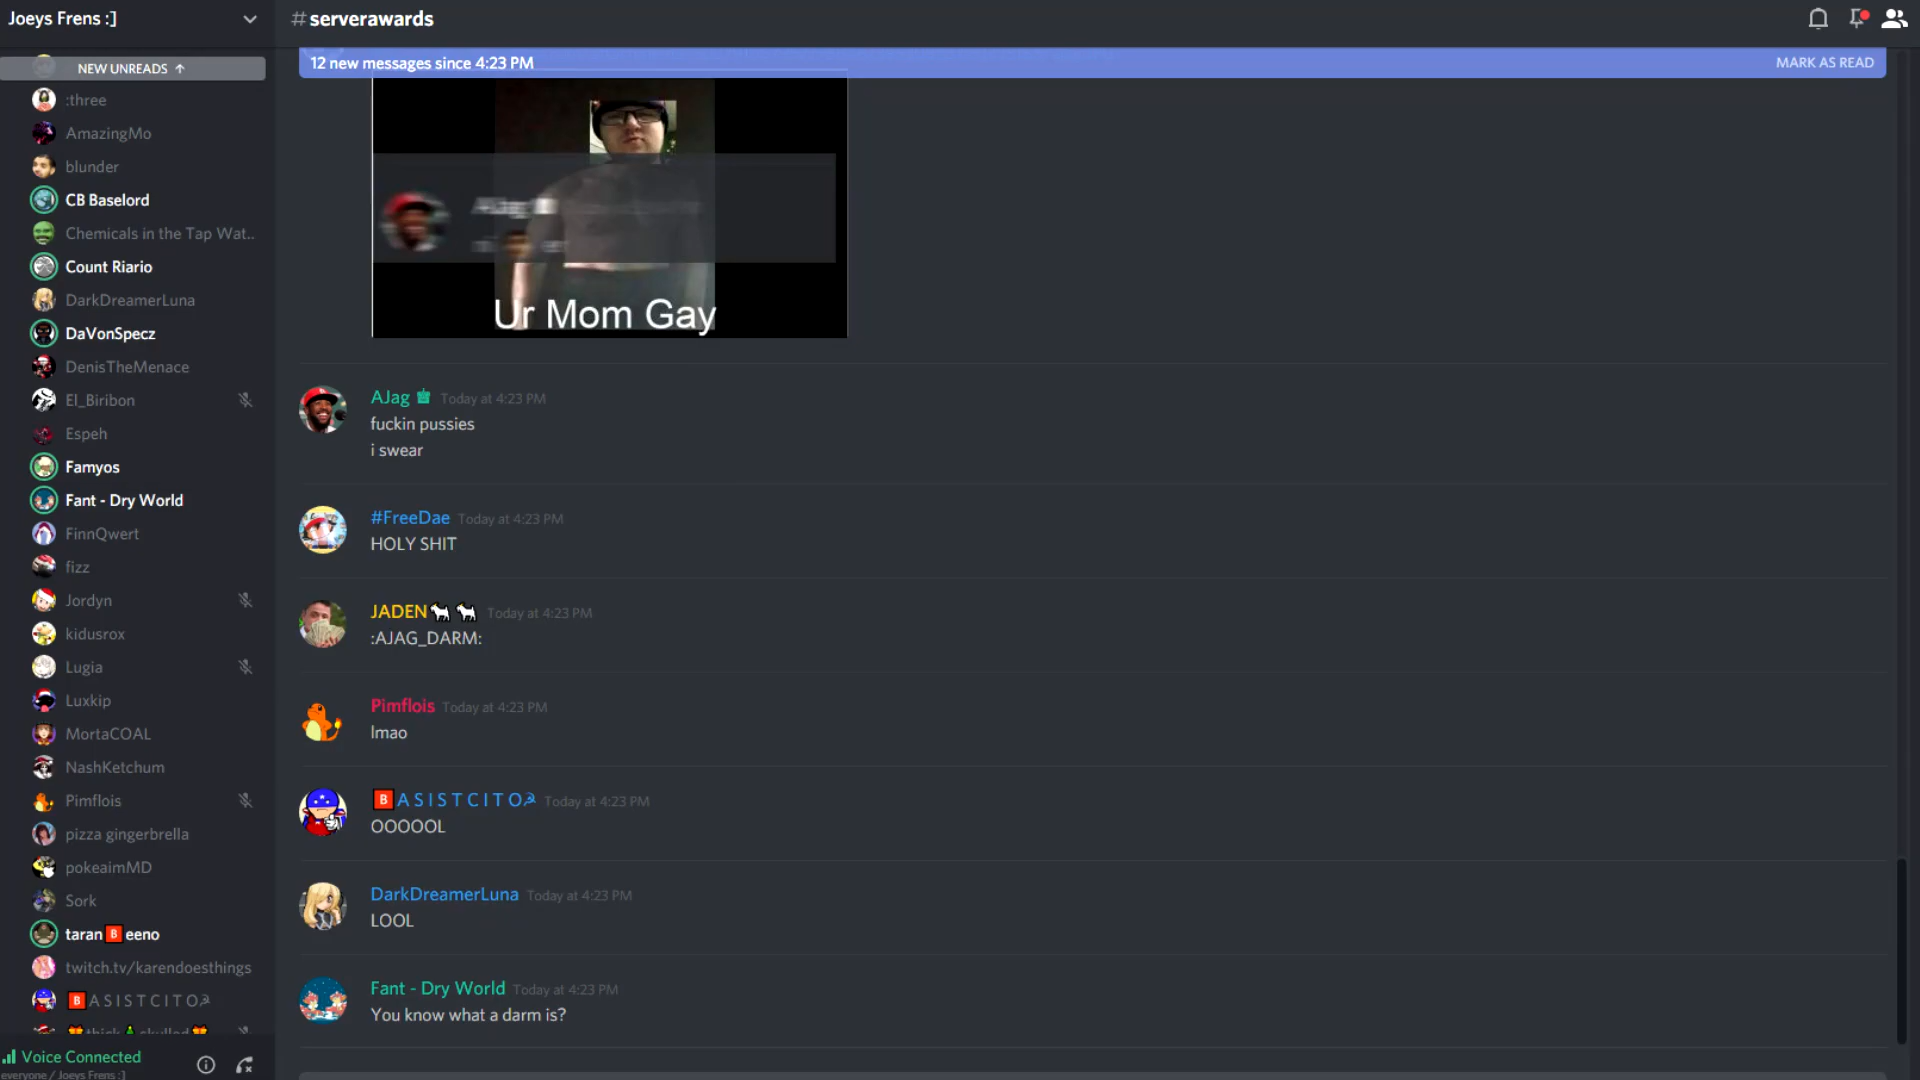 Joeys Frens :]
# serverawards
NEW UNREADS ↑
:three
AmazingMo
blunder
CB Baselord
Chemicals in the Tap Wat..
Count Riario
DarkDreamerLuna
DaVonSpecz
DenisTheMenace
El_Biribon
Espeh
Famyos
Fant - Dry World
FinnQwert
fizz
Jordyn
kidusrox
Lugia
Luxkip
MortaCOAL
NashKetchum
Pimflois
pizza gingerbrella
pokeaimMD
Sork
taran🅱eeno
twitch.tv/karendoesthings
🅱A S I S T C I T O☭
Voice Connected
everyone / Joeys Frens :]
12 new messages since 4:23 PM
MARK AS READ
Ur Mom Gay
AJag Today at 4:23 PM
fuckin pussies
i swear
#FreeDae Today at 4:23 PM
HOLY SHIT
JADEN🐐🐐 Today at 4:23 PM
:AJAG_DARM:
Pimflois Today at 4:23 PM
lmao
🅱A S I S T C I T O☭ Today at 4:23 PM
OOOOOL
DarkDreamerLuna Today at 4:23 PM
LOOL
Fant - Dry World Today at 4:23 PM
You know what a darm is?